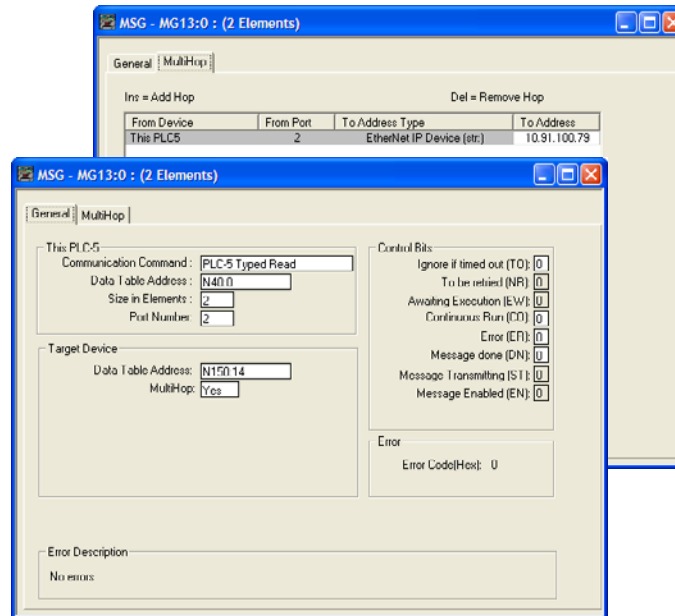 MSG - MG13:0 : (2 Elements)
General MultiHop
Ins = Add Hop Del = Remove Hop
From Device From Port To Address Type To Address
This PLC5 2 EtherNet IP Device (str.) 10.91.100.79
MSG - MG13:0 : (2 Elements)
General MultiHop
This PLC-5
Communication Command : PLC-5 Typed Read
Data Table Address : N40:0
Size in Elements : 2
Port Number: 2
Target Device
Data Table Address: N150:14
MultiHop: Yes
Control Bits
Ignore if timed out (TO): 0
To be retried (NR): 0
Awaiting Execution (EW): 0
Continuous Run (CO): 0
Error (ER): 0
Message done (DN): 0
Message Transmitting (ST): 0
Message Enabled (EN): 0
Error
Error Code(Hex): 0
Error Description
No errors